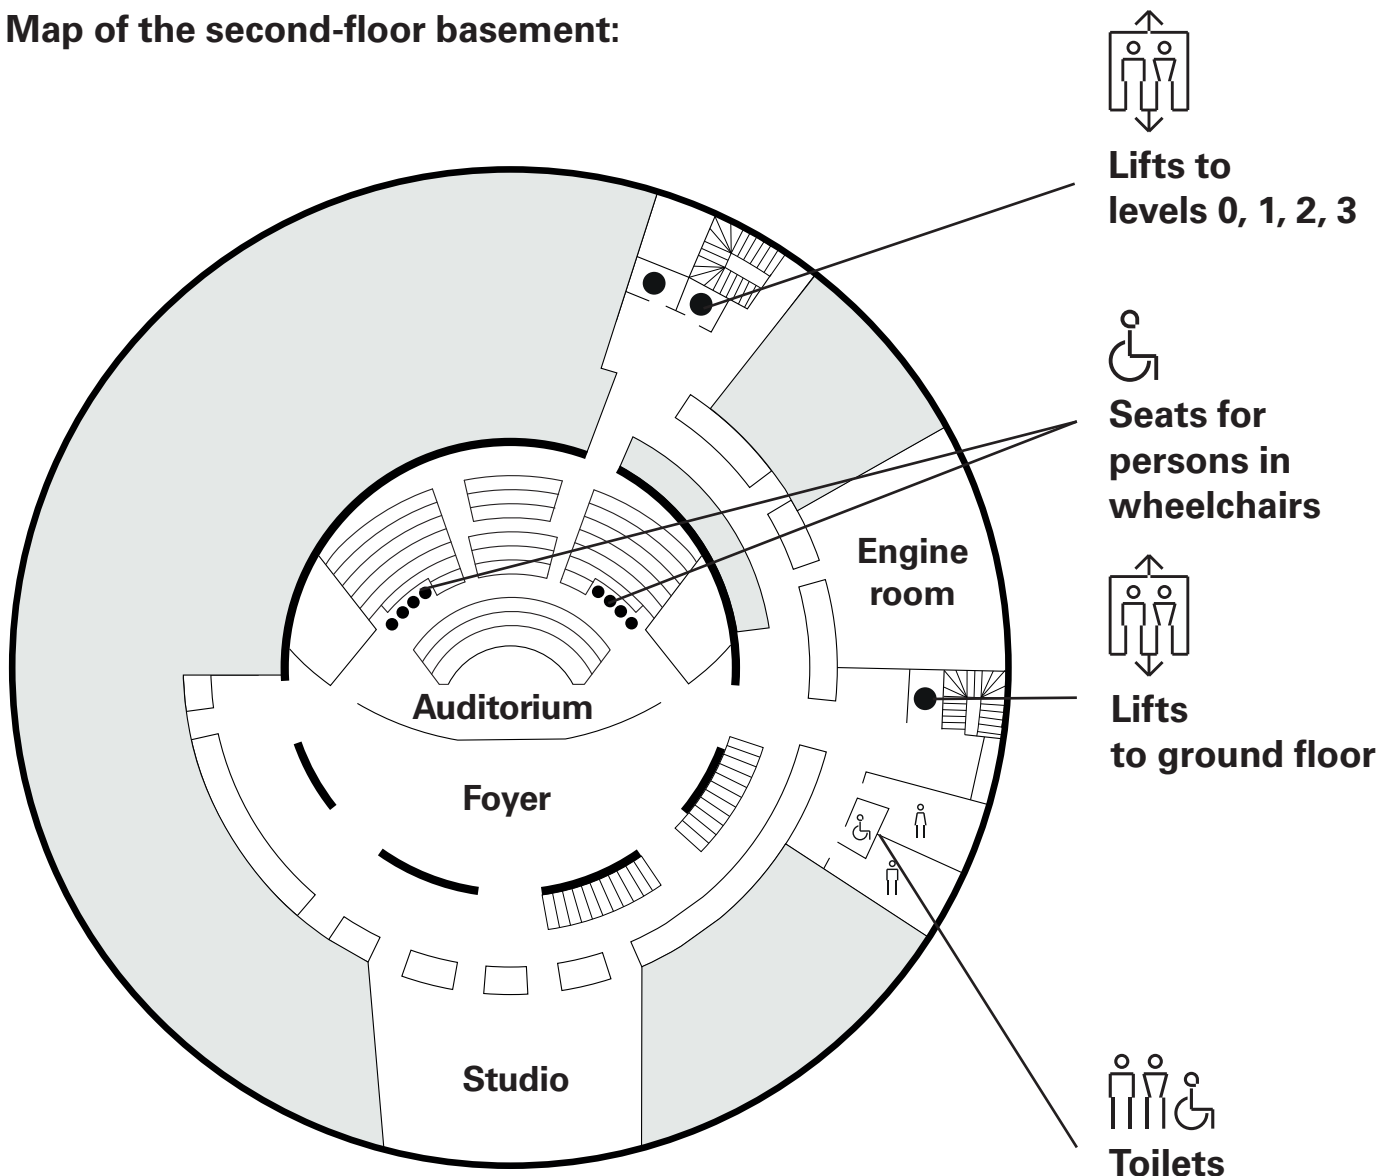 Map of the second-floor basement:
Lifts to
levels 0, 1, 2, 3
Seats for
persons in
wheelchairs
Engine
room
Lifts
to ground floor
Auditorium
Foyer
Studio
Toilets